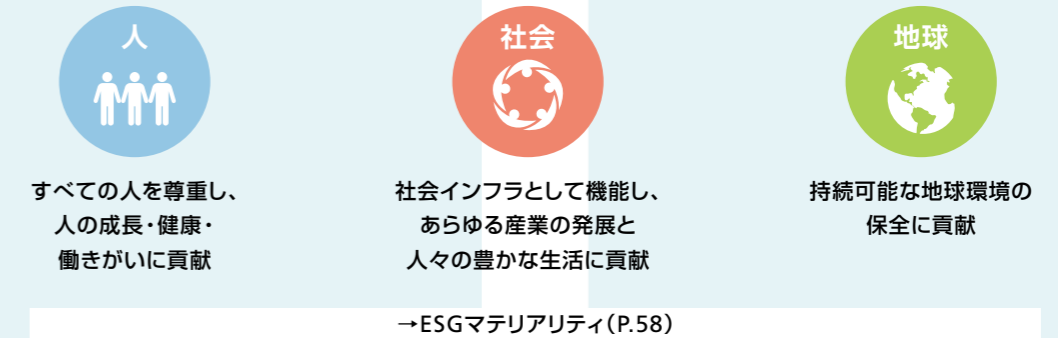 人
すべての人を尊重し、
人の成長・健康・
働きがいに貢献
社会
社会インフラとして機能し、
あらゆる産業の発展と
人々の豊かな生活に貢献
地球
持続可能な地球環境の
保全に貢献
→ESGマテリアリティ(P.58)